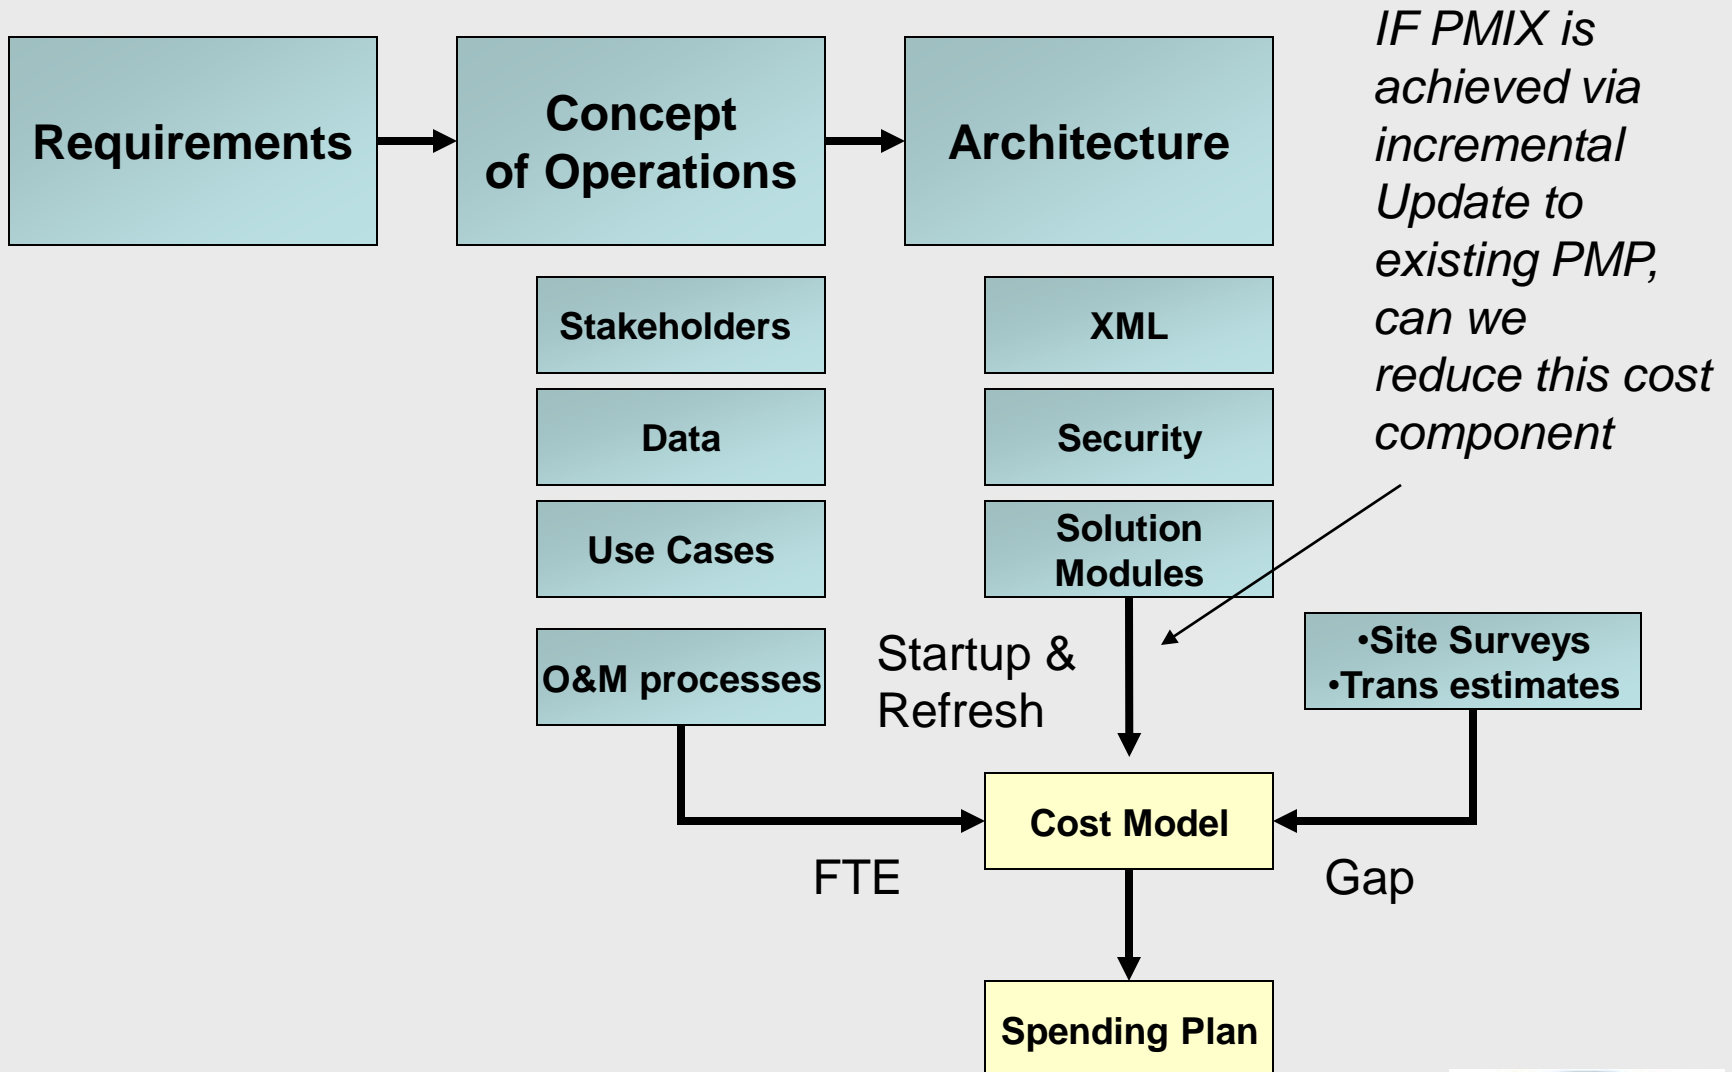 Requirements
Concept
of Operations
Architecture
IF PMIX is
achieved via
incremental
Update to
existing PMP,
can we
reduce this cost
component
Stakeholders
Data
Use Cases
O&M processes
XML
Security
Solution
Modules
Startup &
Refresh
•Site Surveys
•Trans estimates
Cost Model
FTE
Gap
Spending Plan